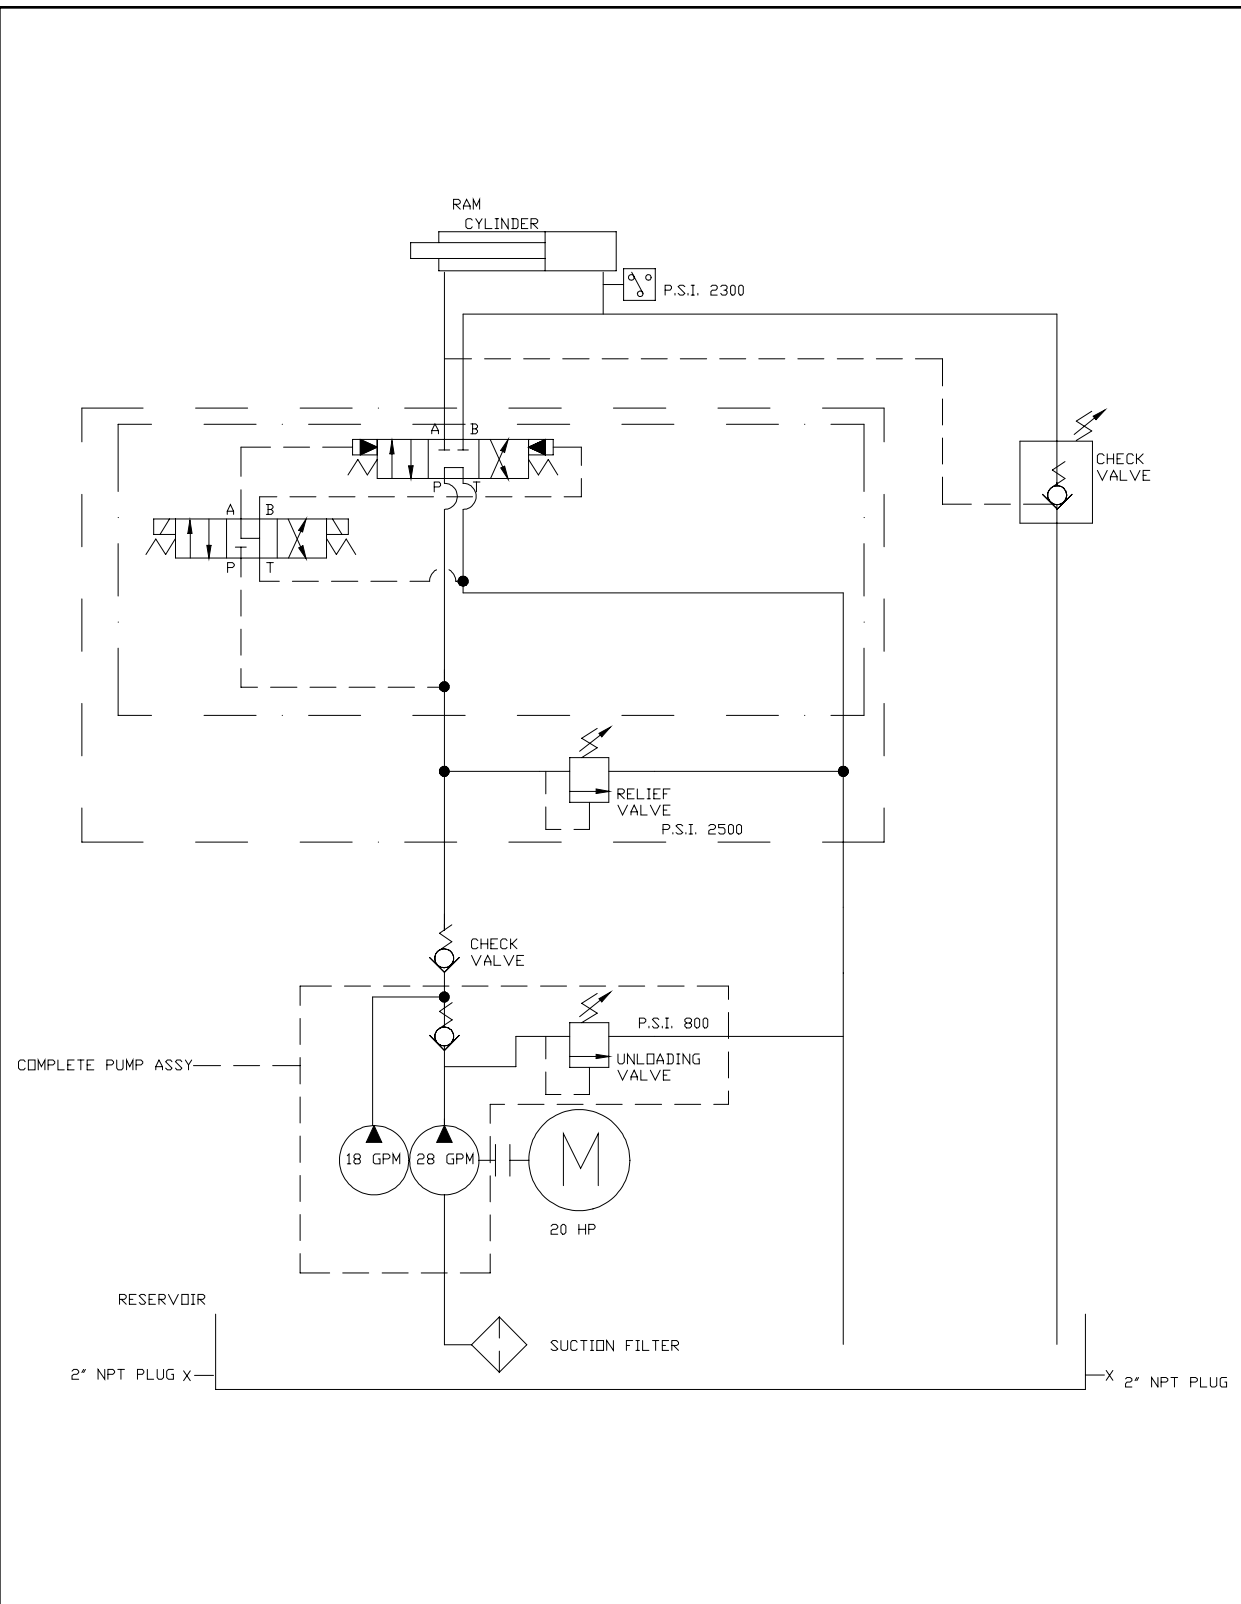 RAM
CYLINDER
P.S.I. 2300
A B
CHECK
VALVE
P T
A B
P T
RELIEF
VALVE
P.S.I. 2500
CHECK
VALVE
P.S.I. 800
UNLOADING
VALVE
COMPLETE PUMP ASSY
18 GPM
28 GPM
M
20 HP
RESERVOIR
SUCTION FILTER
2" NPT PLUG X
X 2" NPT PLUG